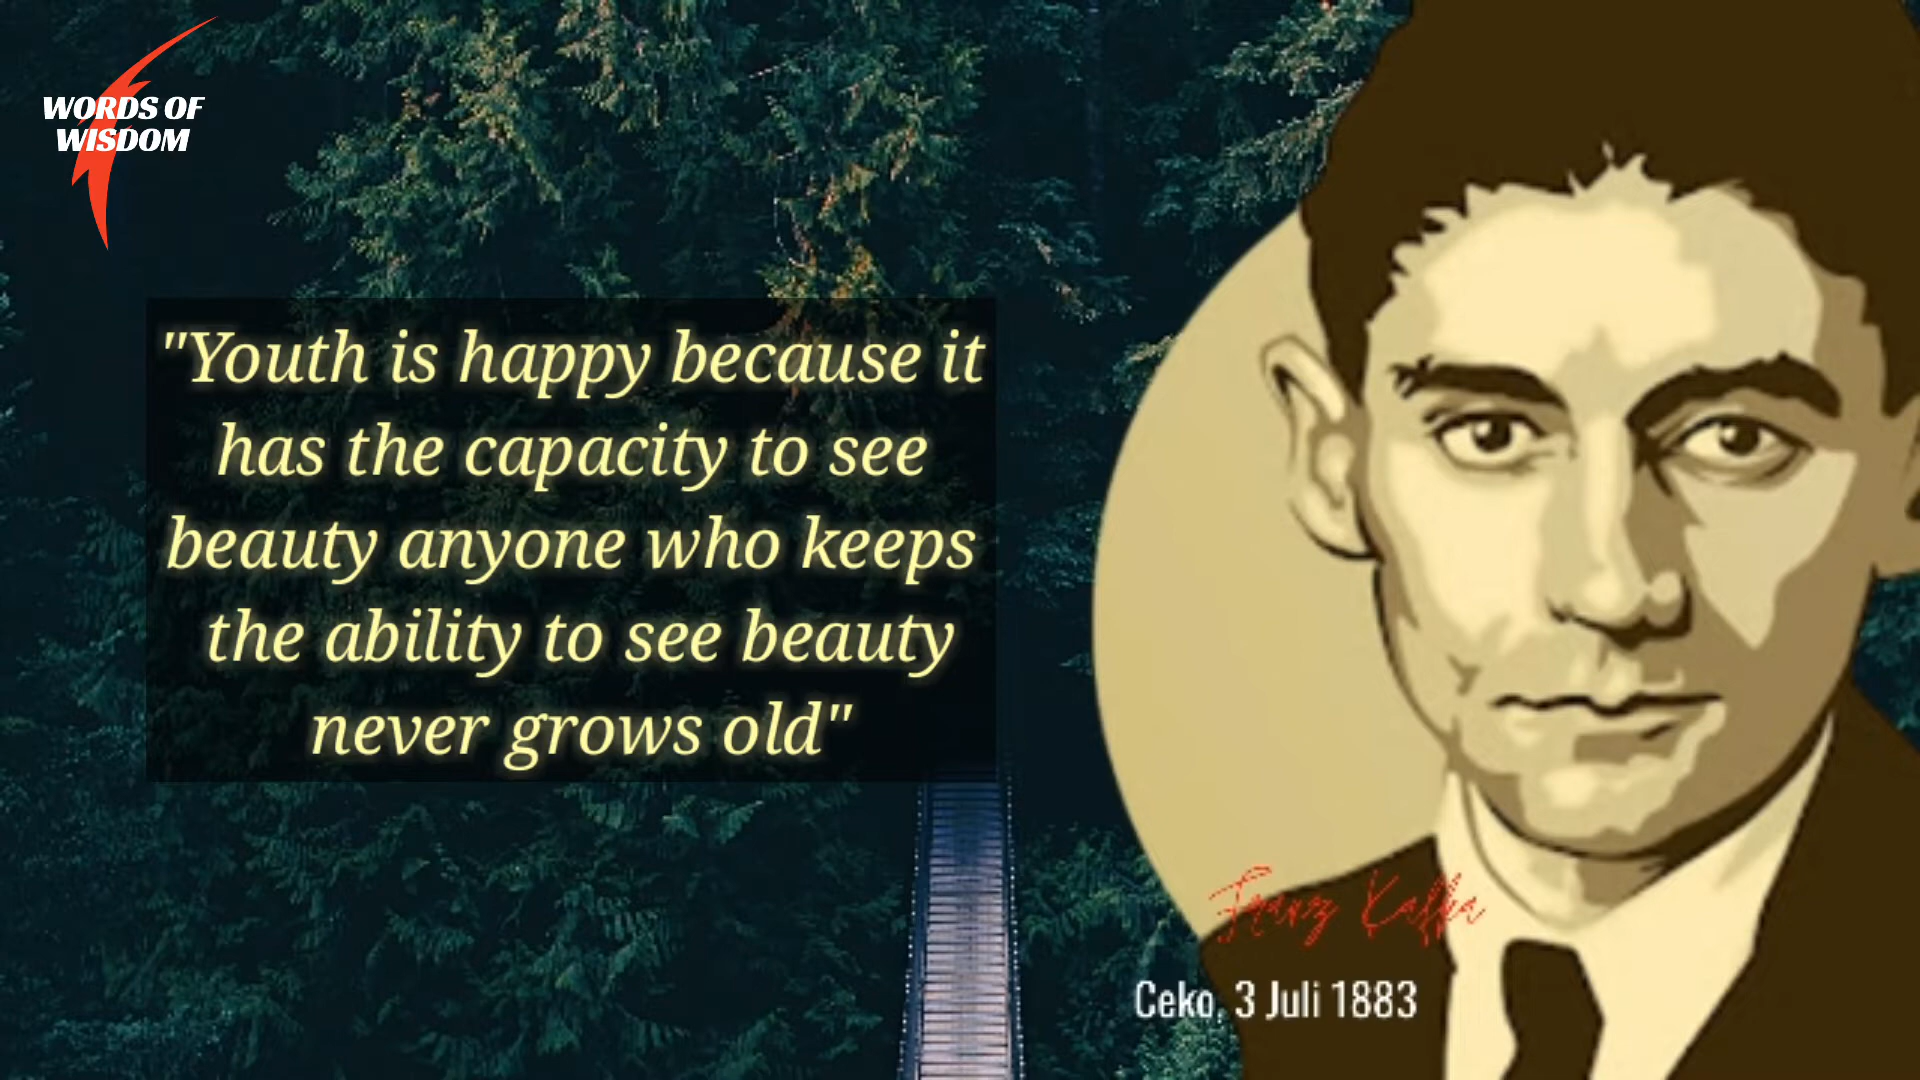 WORDS OF
WISDOM
"Youth is happy because it
has the capacity to see
beauty anyone who keeps
the ability to see beauty
never grows old"
Franz Kafka
Ceko, 3 Juli 1883